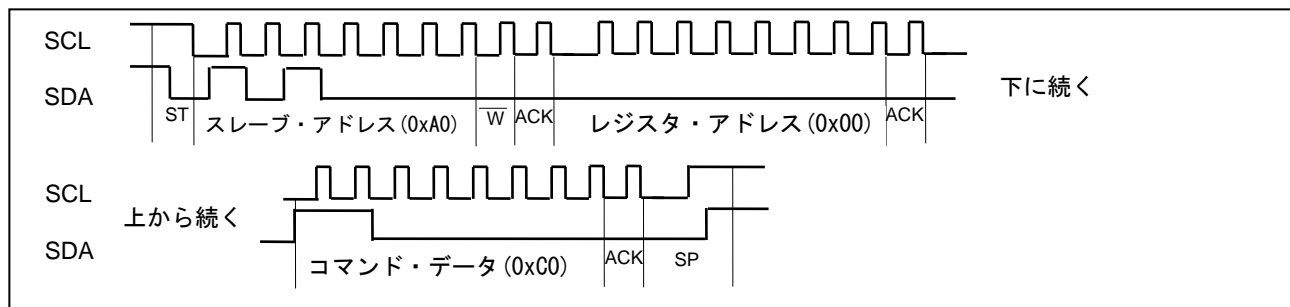 SCL
SDA
ST
スレーブ・アドレス(0xA0)
W
ACK
レジスタ・アドレス(0x00)
ACK
下に続く
上から続く
SCL
SDA
コマンド・データ(0xC0)
ACK
SP